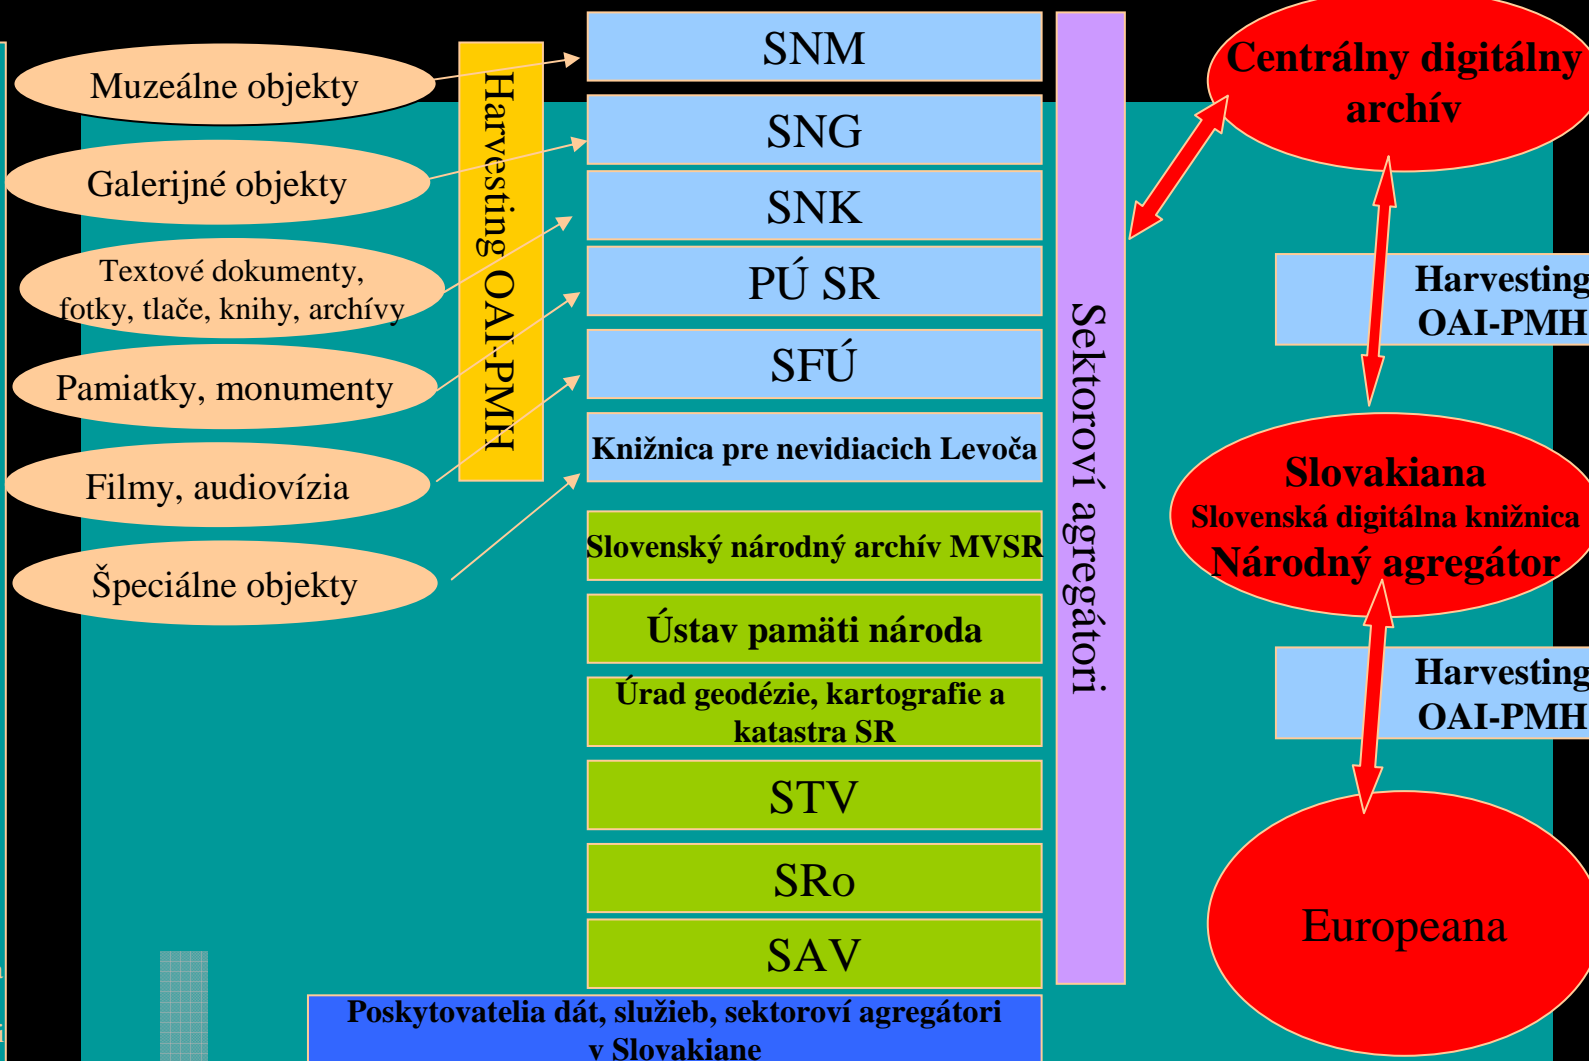 Muzeálne objekty
Galerijné objekty
Textové dokumenty,
fotky, tlače, knihy, archívy
Pamiatky, monumenty
Filmy, audiovízia
Špeciálne objekty
Harvesting OAI-PMH
SNM
SNG
SNK
PÚ SR
SFÚ
Knižnica pre nevidiacich Levoča
Slovenský národný archív MVSR
Ústav pamäti národa
Úrad geodézie, kartografie a
katastra SR
STV
SRo
SAV
Poskytovatelia dát, služieb, sektoroví agregátori
v Slovakiane
Sektoroví agregátori
Centrálny digitálny
archív
Harvesting
OAI-PMH
Slovakiana
Slovenská digitálna knižnica
Národný agregátor
Harvesting
OAI-PMH
Europeana